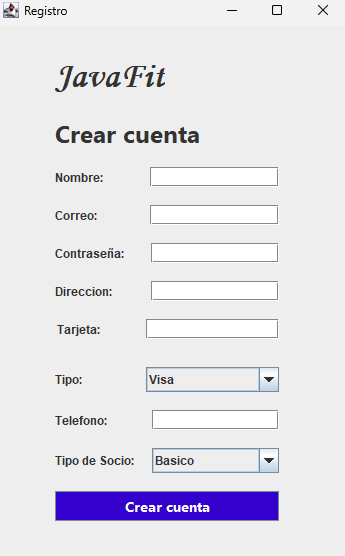 Registro
JavaFit
Crear cuenta
Nombre:
Correo:
Contraseña:
Direccion:
Tarjeta:
Tipo: Visa
Telefono:
Tipo de Socio: Basico
Crear cuenta